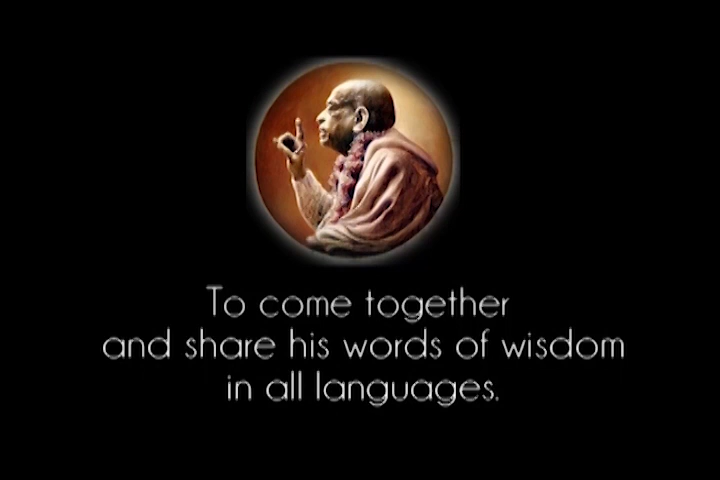 To come together
and share his words of wisdom
in all languages.